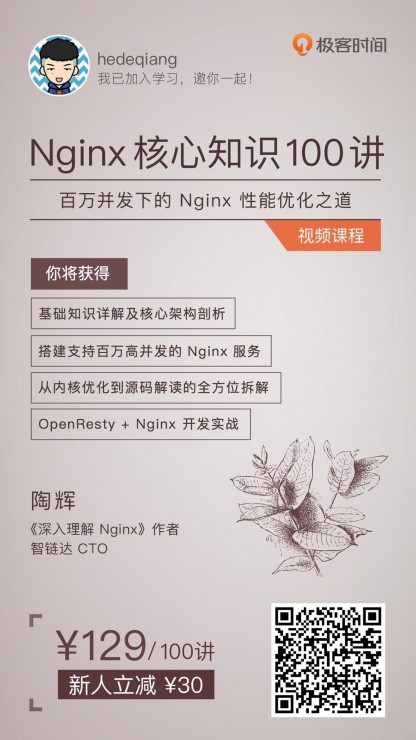 hedeqiang
极客时间
我已加入学习，邀你一起！
Nginx 核心知识100讲
百万并发下的 Nginx 性能优化之道
视频课程
你将获得
基础知识详解及核心架构剖析
搭建支持百万高并发的 Nginx 服务
从内核优化到源码解读的全方位拆解
OpenResty + Nginx 开发实战
陶辉
《深入理解 Nginx》作者
智链达 CTO
¥129/100讲
新人立减 ¥30